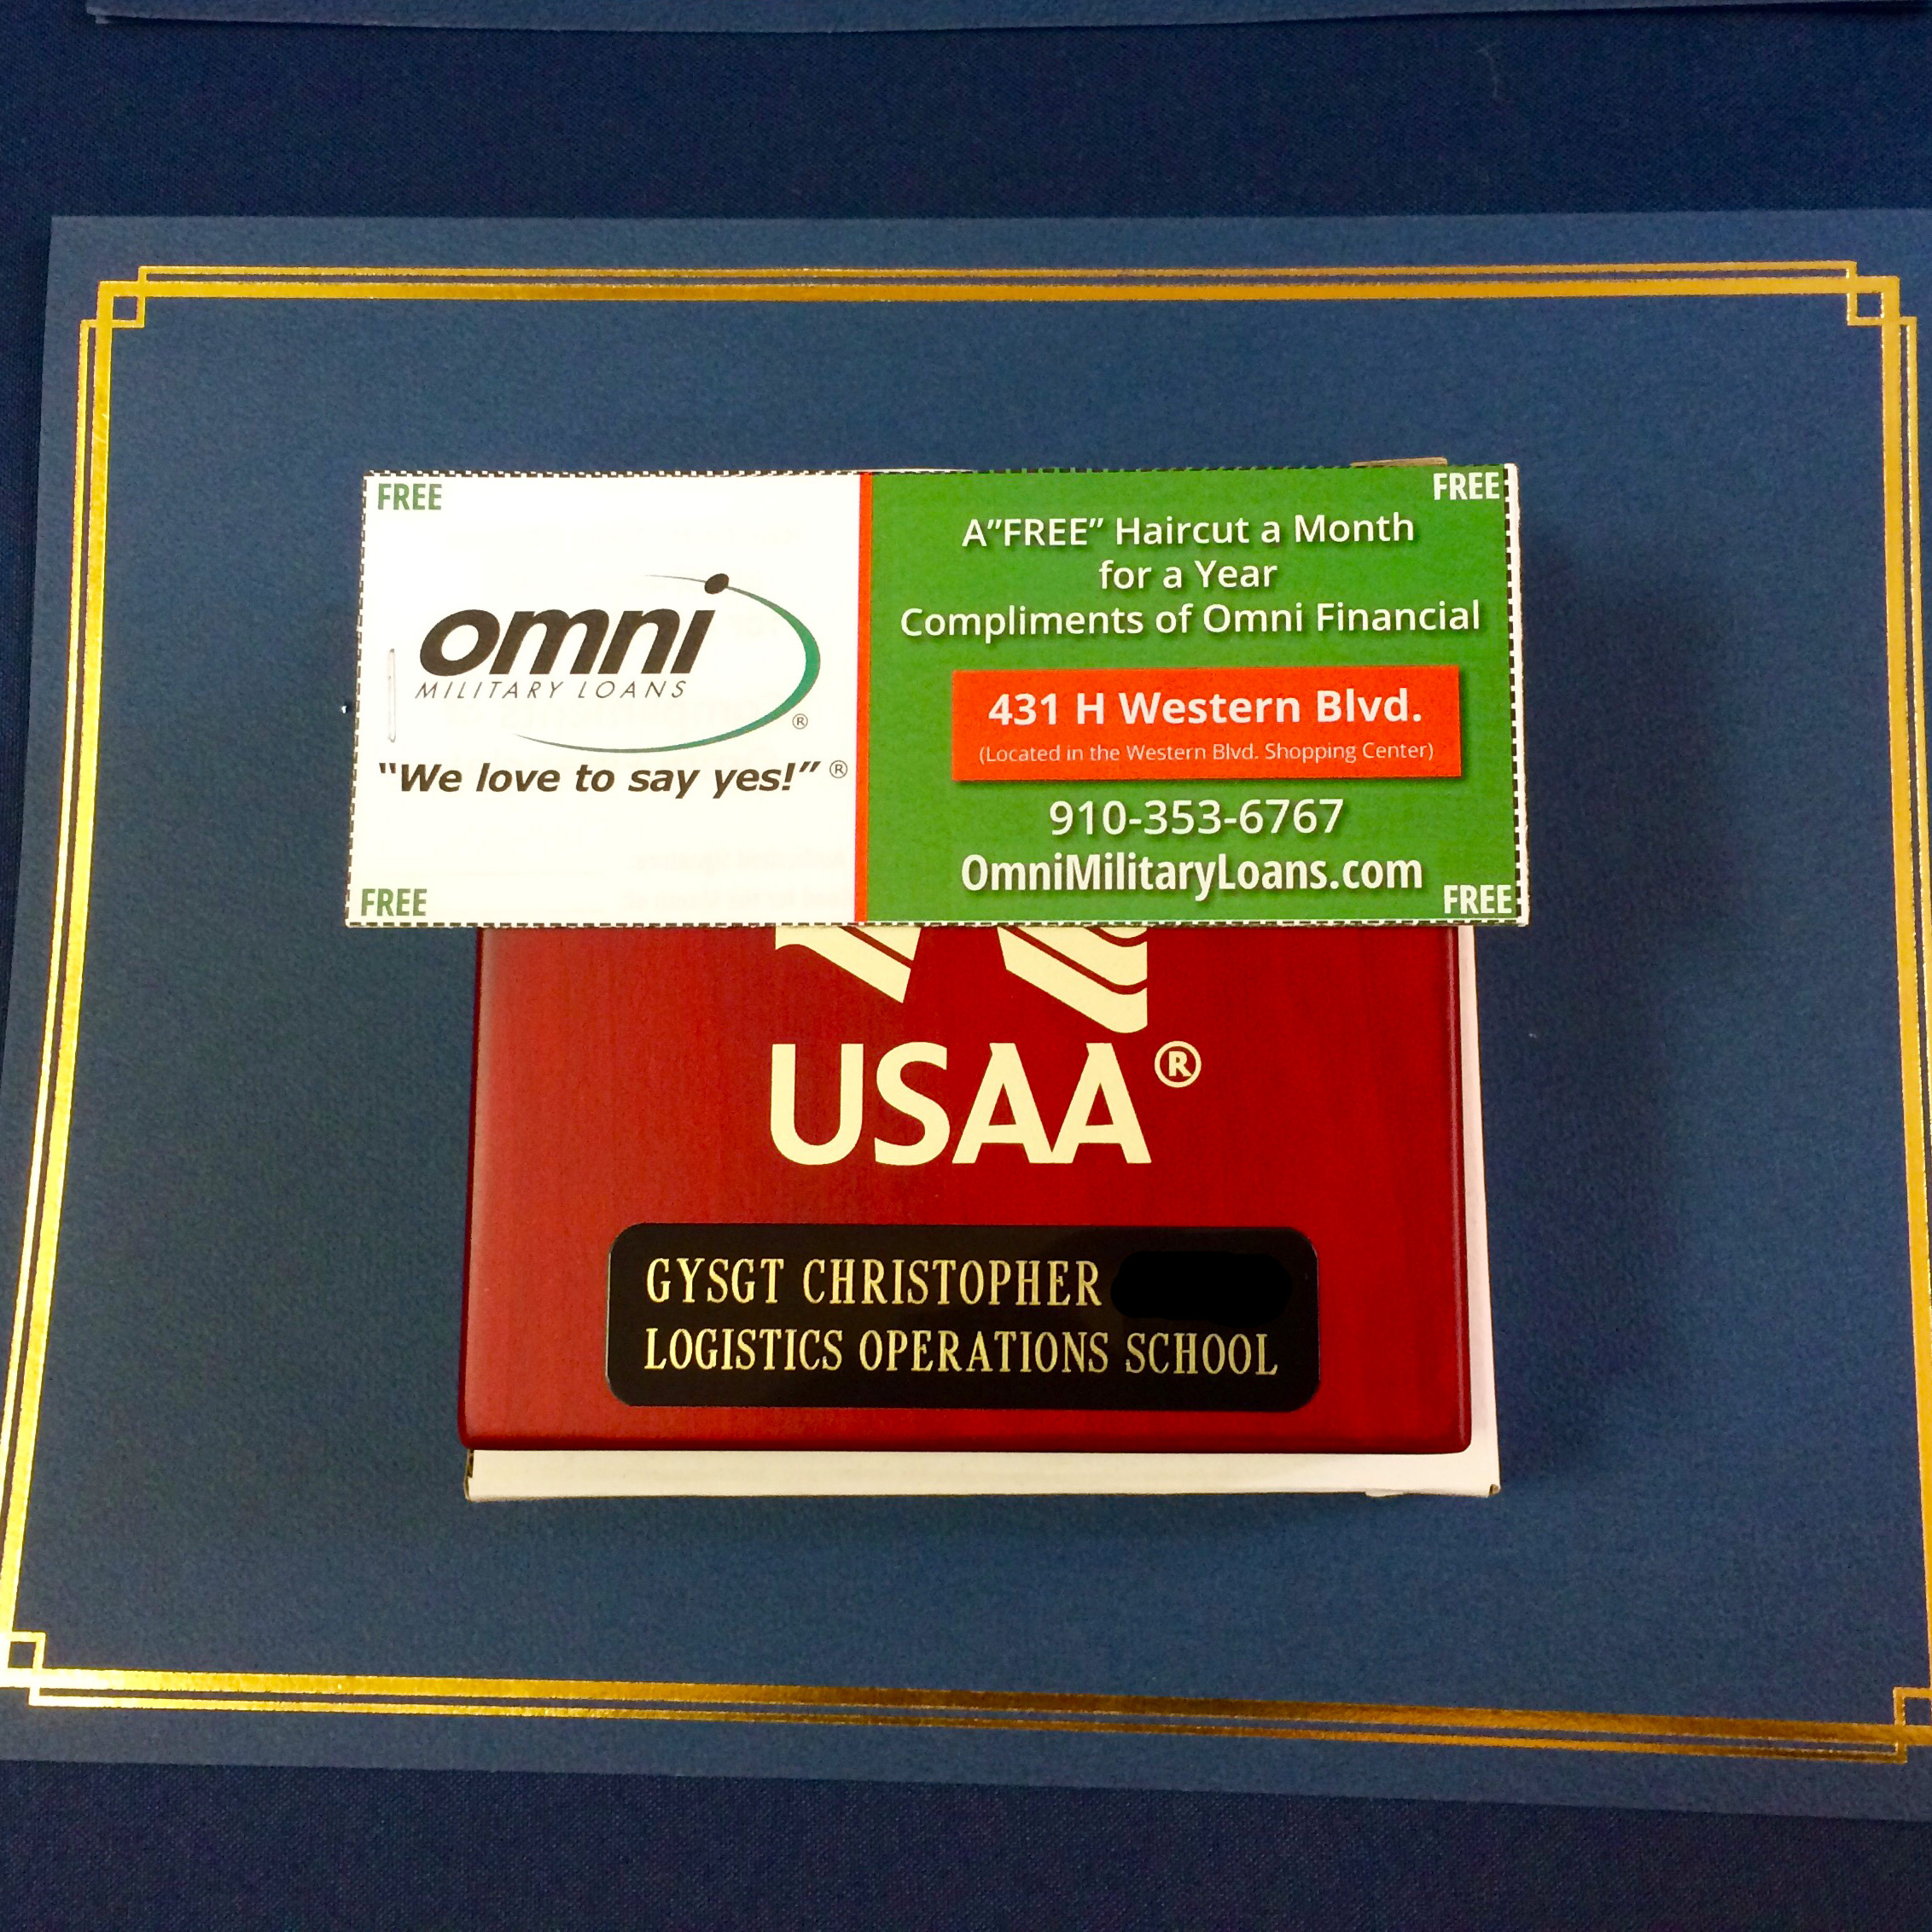 FREE
FREE
omni
MILITARY LOANS
®
“We love to say yes!” ®
FREE
A”FREE” Haircut a Month
for a Year
Compliments of Omni Financial
431 H Western Blvd.
(Located in the Western Blvd. Shopping Center)
910-353-6767
OmniMilitaryLoans.com
FREE
USAA®
GYSGT CHRISTOPHER
LOGISTICS OPERATIONS SCHOOL